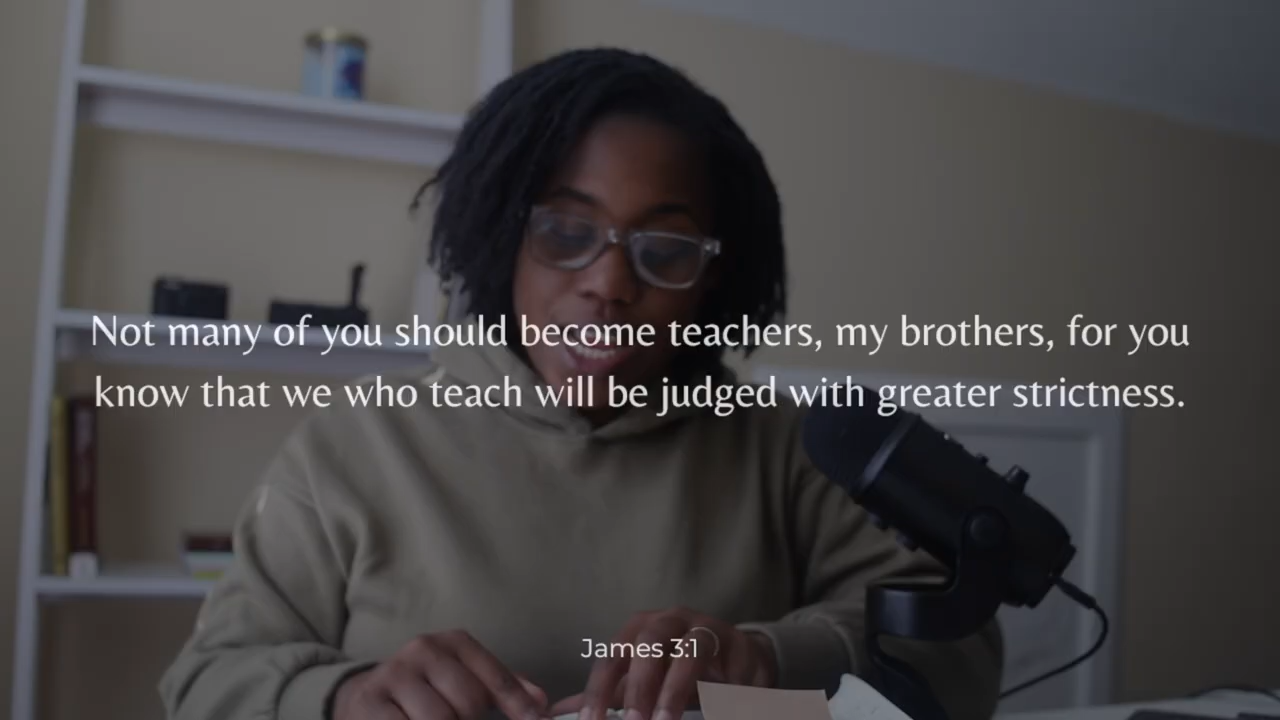 Not many of you should become teachers, my brothers, for you
know that we who teach will be judged with greater strictness.
James 3:1